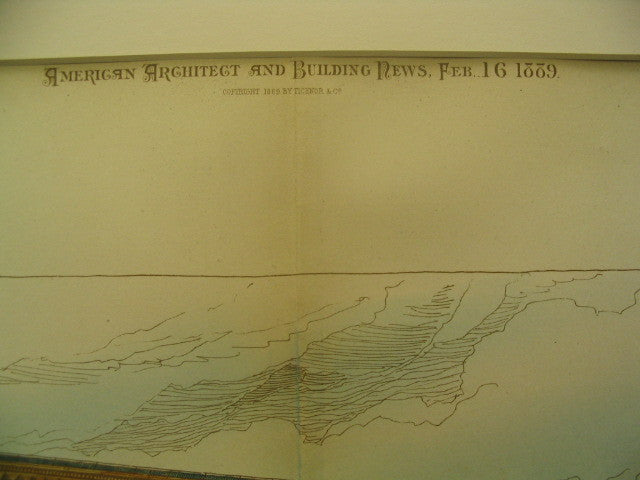 American Architect and Building News, Feb. 16 1889.
Copyright 1889 by Ticknor & Co